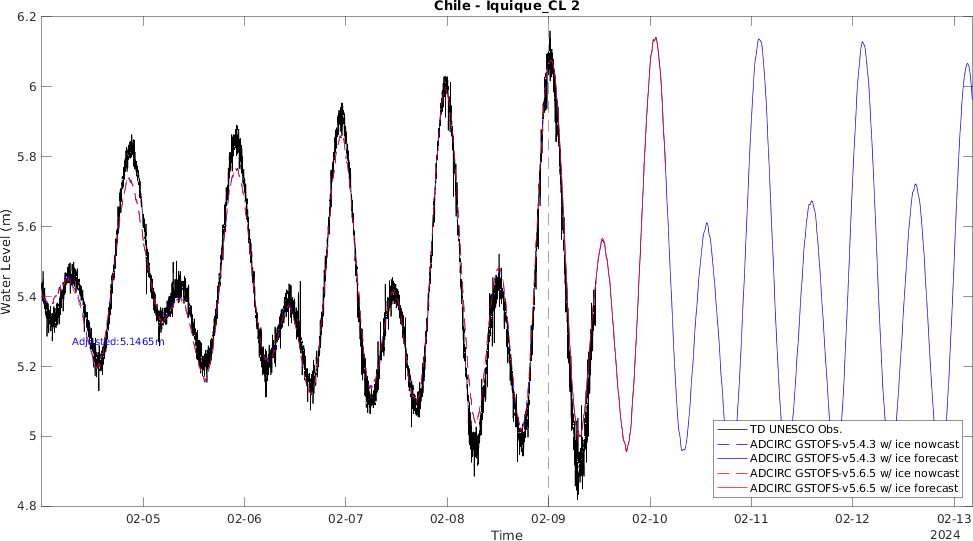 Chile - Iquique_CL 2
6.2
6
5.8
5.6
5.4
5.2
5
4.8
Water Level (m)
Adjusted:5.1465m
TD UNESCO Obs.
ADCIRC GSTOFS-v5.4.3 w/ ice nowcast
ADCIRC GSTOFS-v5.4.3 w/ ice forecast
ADCIRC GSTOFS-v5.6.5 w/ ice nowcast
ADCIRC GSTOFS-v5.6.5 w/ ice forecast
02-05 02-06 02-07 02-08 02-09 02-10 02-11 02-12 02-13
Time
2024